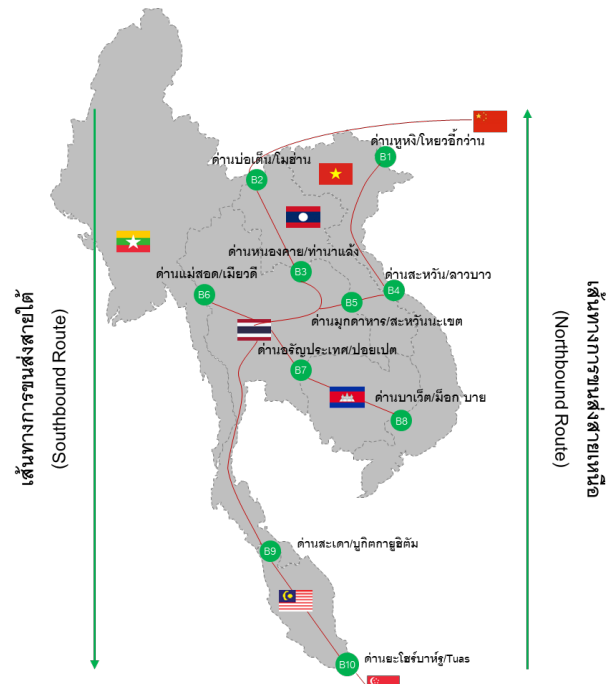 ด่านหูหงิ/โหยวอี้กว่าน
B1
ด่านบ่อเต็น/โมฮ่าน
B2
ด่านหนองคาย/ท่านาแล้ง
B3
ด่านแม่สอด/เมียวดี
B6
ด่านสะหวัน/ลาวบาว
B4
B5
ด่านมุกดาหาร/สะหวันนะเขต
ด่านอรัญประเทศ/ปอยเปต
B7
ด่านบาเว็ต/ม็อก บาย
B8
ด่านสะเดา/บูกิตกายูฮิตัม
B9
ด่านยะโฮร์บาห์รู/Tuas
B10
เส้นทางการขนส่งสายใต้
(Southbound Route)
เส้นทางการขนส่งสายเหนือ
(Northbound Route)